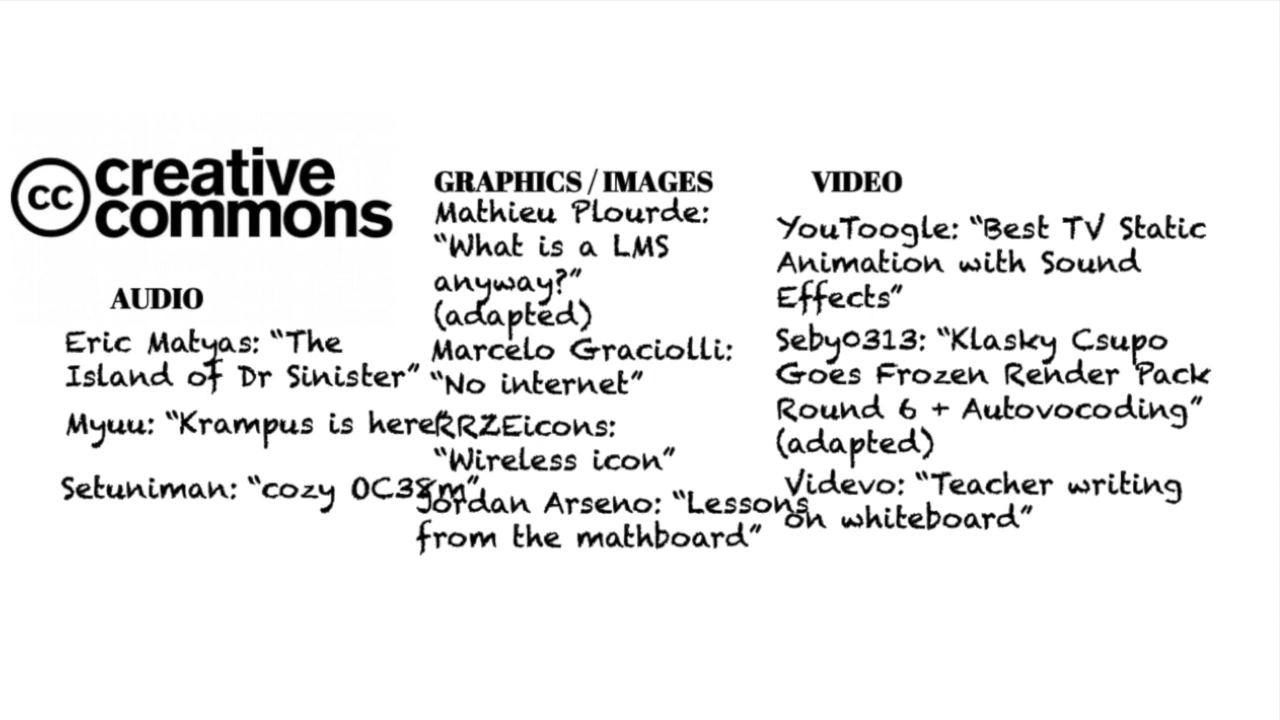 cc creative
commons
AUDIO
Eric Matyas: “The
Island of Dr Sinister”
Myuu: “Krampus is here”
Setuniman: “cozy 0C38m”
GRAPHICS / IMAGES
Mathieu Plourde:
“What is a LMS
anyway?”
(adapted)
Marcelo Graciolli:
“No internet”
RRZEicons:
“Wireless icon”
Jordan Arseno: “Lessons
from the mathboard”
VIDEO
YouToogle: “Best TV Static
Animation with Sound
Effects”
Seby0313: “Klasky Csupo
Goes Frozen Render Pack
Round 6 + Autovocoding”
(adapted)
Videvo: “Teacher writing
on whiteboard”